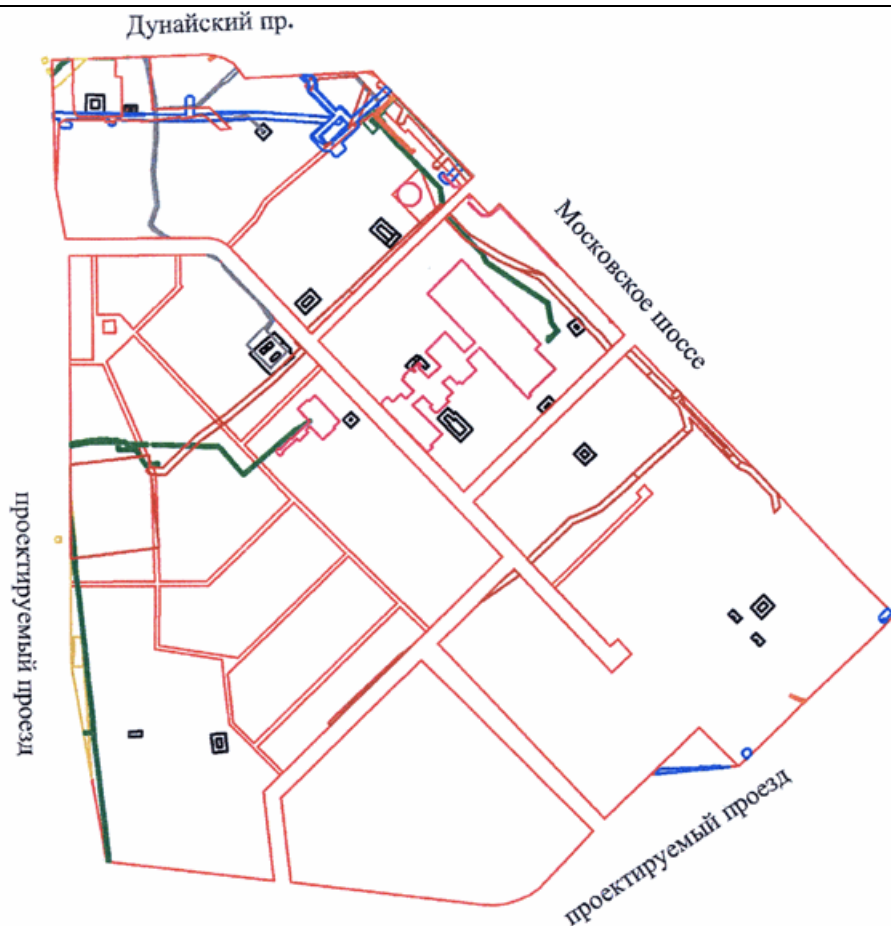 Дунайский пр.
Московское шоссе
проектируемый проезд
проектируемый проезд